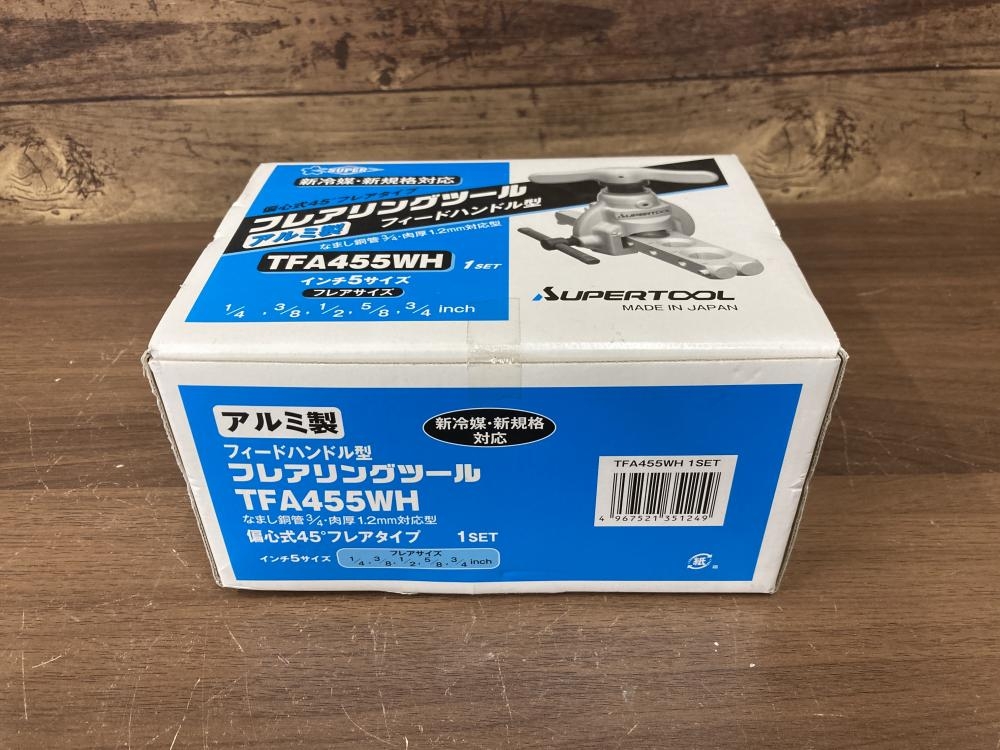 SUPER
新冷媒・新規格対応
偏心式45°フレアタイプ
フレアリングツール
アルミ製 フィードハンドル型
なまし銅管3/4・肉厚1.2mm対応型
TFA455WH 1SET
インチ5サイズ
フレアサイズ
1/4, 3/8, 1/2, 5/8, 3/4 inch
SUPERTOOL
SUPERTOOL
MADE IN JAPAN
アルミ製
新冷媒・新規格
対応
フィードハンドル型
フレアリングツール
TFA455WH
なまし銅管3/4・肉厚1.2mm対応型
偏心式45°フレアタイプ 1SET
インチ5サイズ
フレアサイズ
1/4, 3/8, 1/2, 5/8, 3/4 inch
TFA455WH 1SET
4 967521 351249
紙